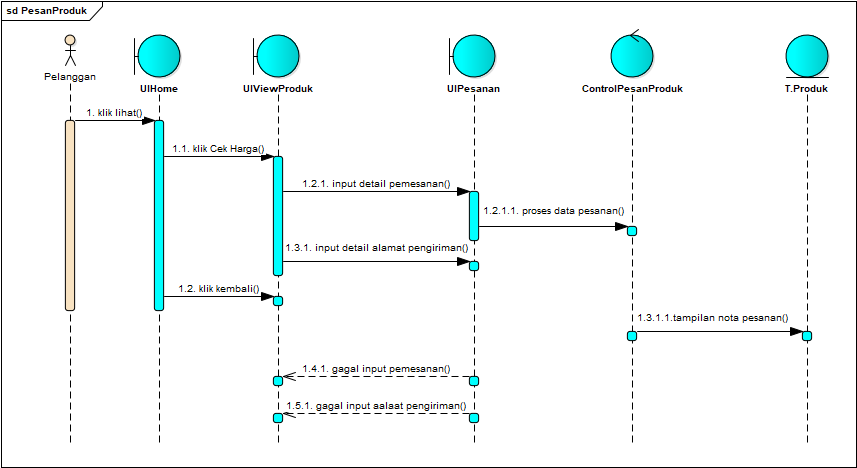 sd PesanProduk
Pelanggan
UIHome
UIViewProduk
UIPesanan
ControlPesanProduk
T.Produk
1. klik lihat()
1.1. klik Cek Harga()
1.2.1. input detail pemesanan()
1.2.1.1. proses data pesanan()
1.3.1. input detail alamat pengiriman()
1.2. klik kembali()
1.3.1.1.tampilan nota pesanan()
1.4.1. gagal input pemesanan()
1.5.1. gagal input aalaat pengiriman()